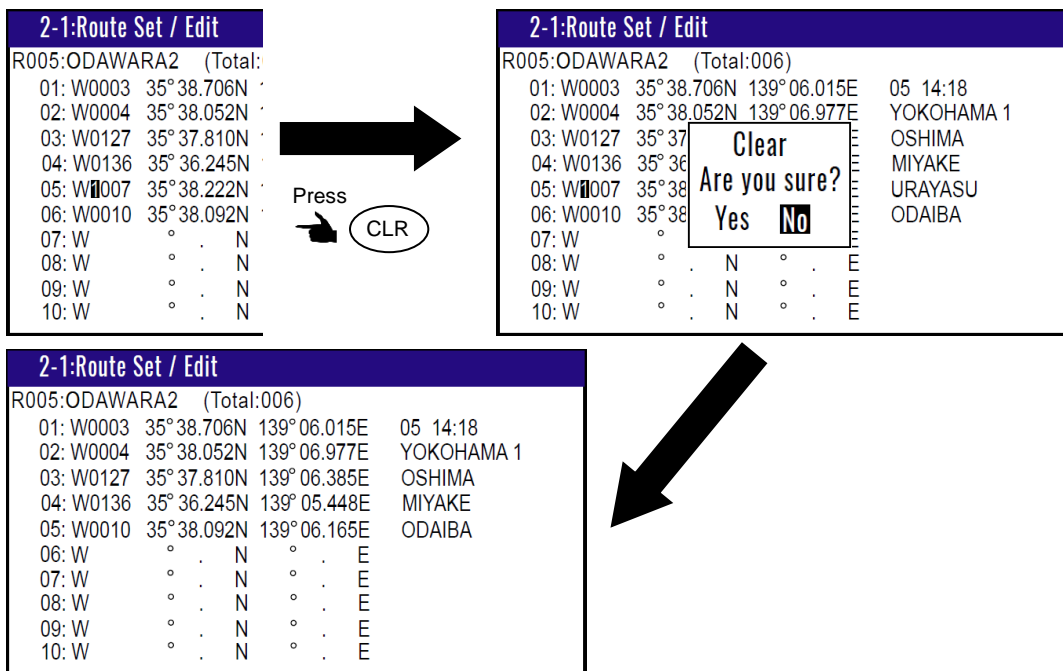 2-1:Route Set / Edit
R005:ODAWARA2 (Total:
01: W0003 35°38.706N 1
02: W0004 35°38.052N 1
03: W0127 35°37.810N 1
04: W0136 35°36.245N 1
05: W1007 35°38.222N 1
06: W0010 35°38.092N 1
07: W ° . N
08: W ° . N
09: W ° . N
10: W ° . N
Press
CLR
2-1:Route Set / Edit
R005:ODAWARA2 (Total:006)
01: W0003 35°38.706N 139°06.015E 05 14:18
02: W0004 35°38.052N 139°06.977E YOKOHAMA 1
03: W0127 35°37 E OSHIMA
04: W0136 35°36 E MIYAKE
05: W1007 35°38 E URAYASU
06: W0010 35°38 E ODAIBA
07: W ° E
08: W ° . N ° . E
09: W ° . N ° . E
10: W ° . N ° . E
Clear
Are you sure?
Yes No
2-1:Route Set / Edit
R005:ODAWARA2 (Total:006)
01: W0003 35°38.706N 139°06.015E 05 14:18
02: W0004 35°38.052N 139°06.977E YOKOHAMA 1
03: W0127 35°37.810N 139°06.385E OSHIMA
04: W0136 35°36.245N 139°05.448E MIYAKE
05: W0010 35°38.092N 139°06.165E ODAIBA
06: W ° . N ° . E
07: W ° . N ° . E
08: W ° . N ° . E
09: W ° . N ° . E
10: W ° . N ° . E